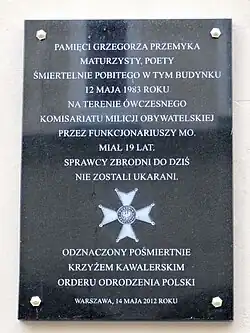 PAMIĘCI GRZEGORZA PRZEMYKA
MATURZYSTY, POETY
ŚMIERTELNIE POBITEGO W TYM BUDYNKU
12 MAJA 1983 ROKU
NA TERENIE ÓWCZESNEGO
KOMISARIATU MILICJI OBYWATELSKIEJ
PRZEZ FUNKCJONARIUSZY MO.
MIAŁ 19 LAT.
SPRAWCY ZBRODNI DO DZIŚ
NIE ZOSTALI UKARANI.
ODZNACZONY POŚMIERTNIE
KRZYŻEM KAWALERSKIM
ORDERU ODRODZENIA POLSKI
WARSZAWA, 14 MAJA 2012 ROKU